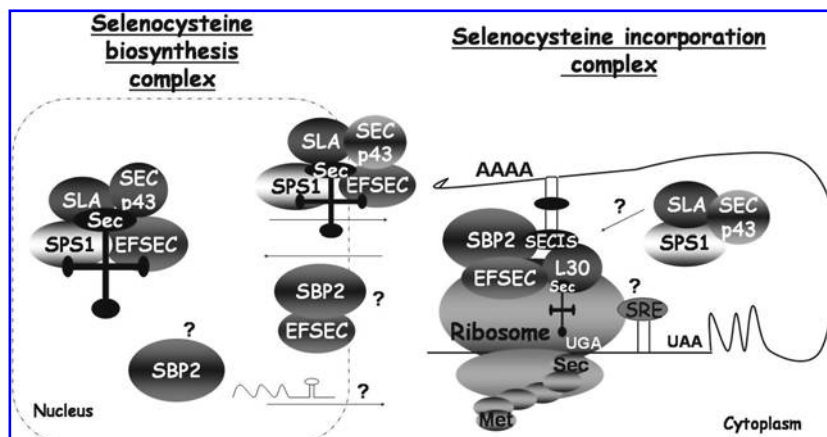 Selenocysteine
biosynthesis
complex
Selenocysteine incorporation
complex
SLA
SEC
p43
Sec
SPS1
EFSEC
SLA
SEC
p43
Sec
SPS1
EFSEC
SBP2
?
EFSEC
?
SBP2
?
Nucleus
AAAA
?
SLA
SEC
p43
SPS1
SBP2
SECIS
EFSEC
L30
Sec
?
SRE
Ribosome
UGA
UAA
Sec
Met
Cytoplasm